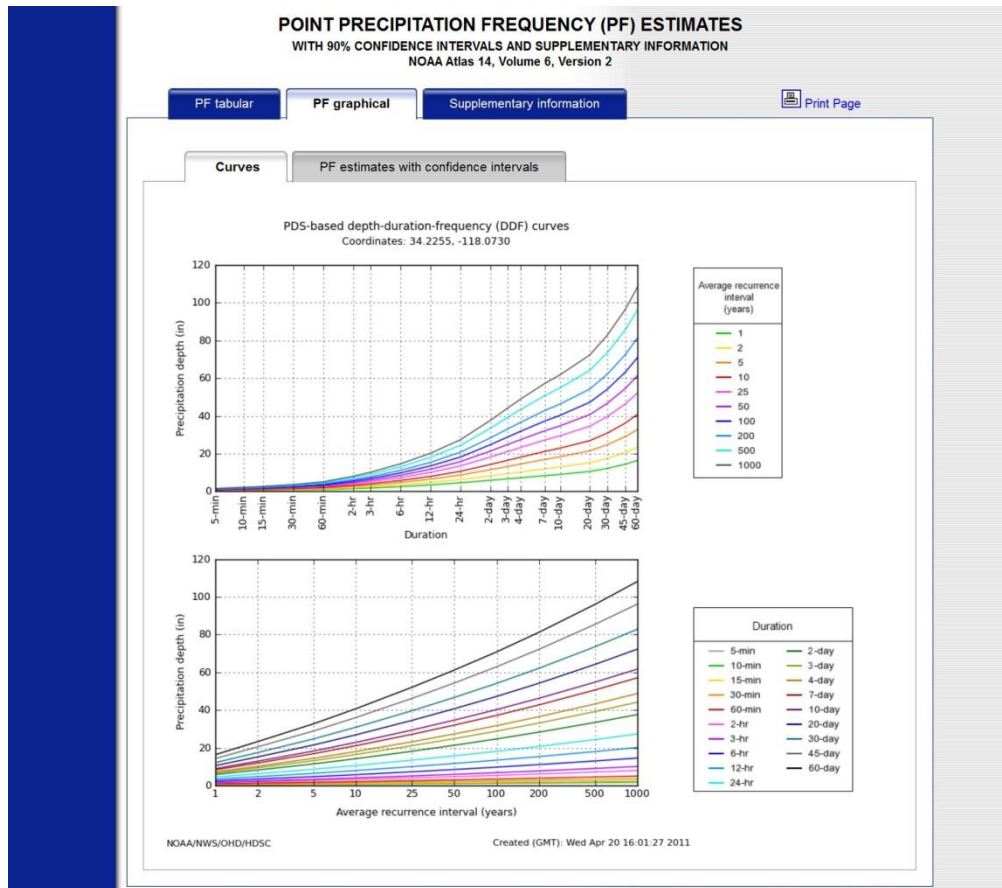 POINT PRECIPITATION FREQUENCY (PF) ESTIMATES
WITH 90% CONFIDENCE INTERVALS AND SUPPLEMENTARY INFORMATION
NOAA Atlas 14, Volume 6, Version 2
PF tabular PF graphical Supplementary information Print Page
Curves PF estimates with confidence intervals
PDS-based depth-duration-frequency (DDF) curves
Coordinates: 34.2255, -118.0730
Precipitation depth (in)
120
100
80
60
40
20
0
5-min 10-min 15-min 30-min 60-min 2-hr 3-hr 6-hr 12-hr 24-hr 2-day 3-day 4-day 7-day 10-day 20-day 30-day 45-day 60-day
Duration
Average recurrence
interval
(years)
1
2
5
10
25
50
100
200
500
1000
Precipitation depth (in)
120
100
80
60
40
20
0
1 2 5 10 25 50 100 200 500 1000
Average recurrence interval (years)
Duration
5-min 2-day
10-min 3-day
15-min 4-day
30-min 7-day
60-min 10-day
2-hr 20-day
3-hr 30-day
6-hr 45-day
12-hr 60-day
24-hr
NOAA/NWS/OHD/HDSC Created (GMT): Wed Apr 20 16:01:27 2011